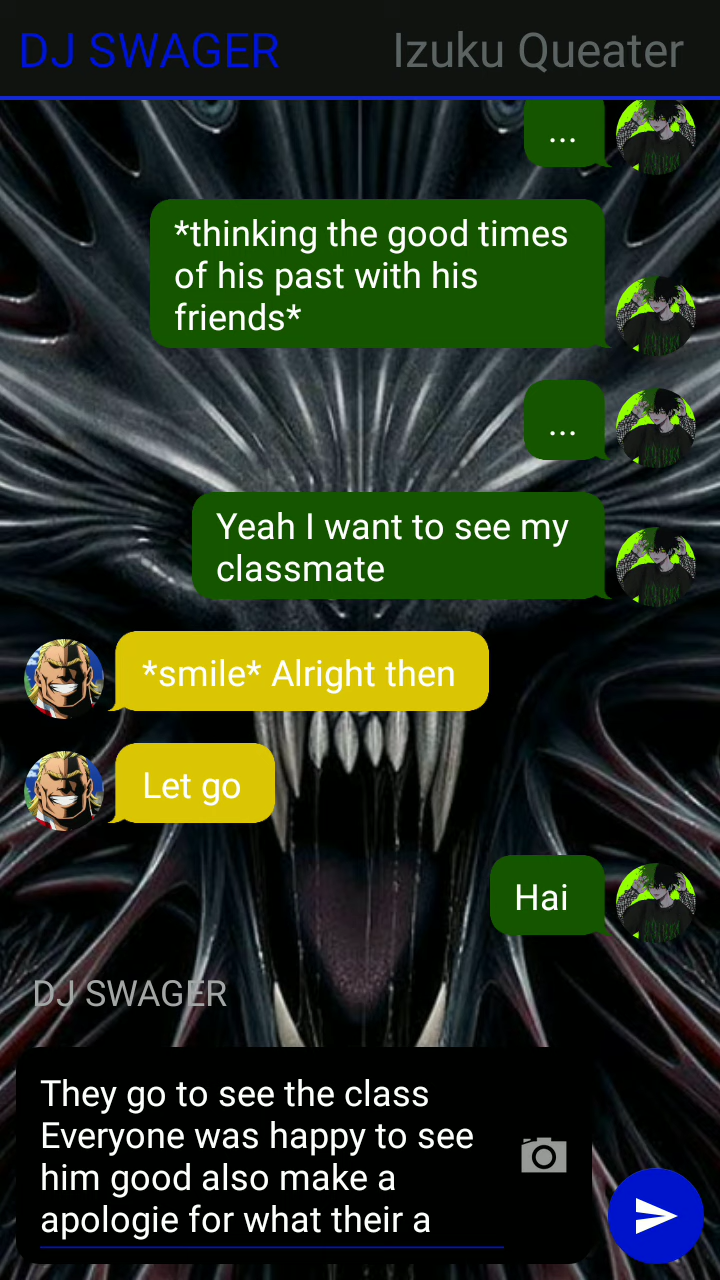 DJ SWAGER
Izuku Queater
...
*thinking the good times
of his past with his
friends*
...
Yeah I want to see my
classmate
*smile* Alright then
Let go
Hai
DJ SWAGER
They go to see the class
Everyone was happy to see
him good also make a
apologie for what their a